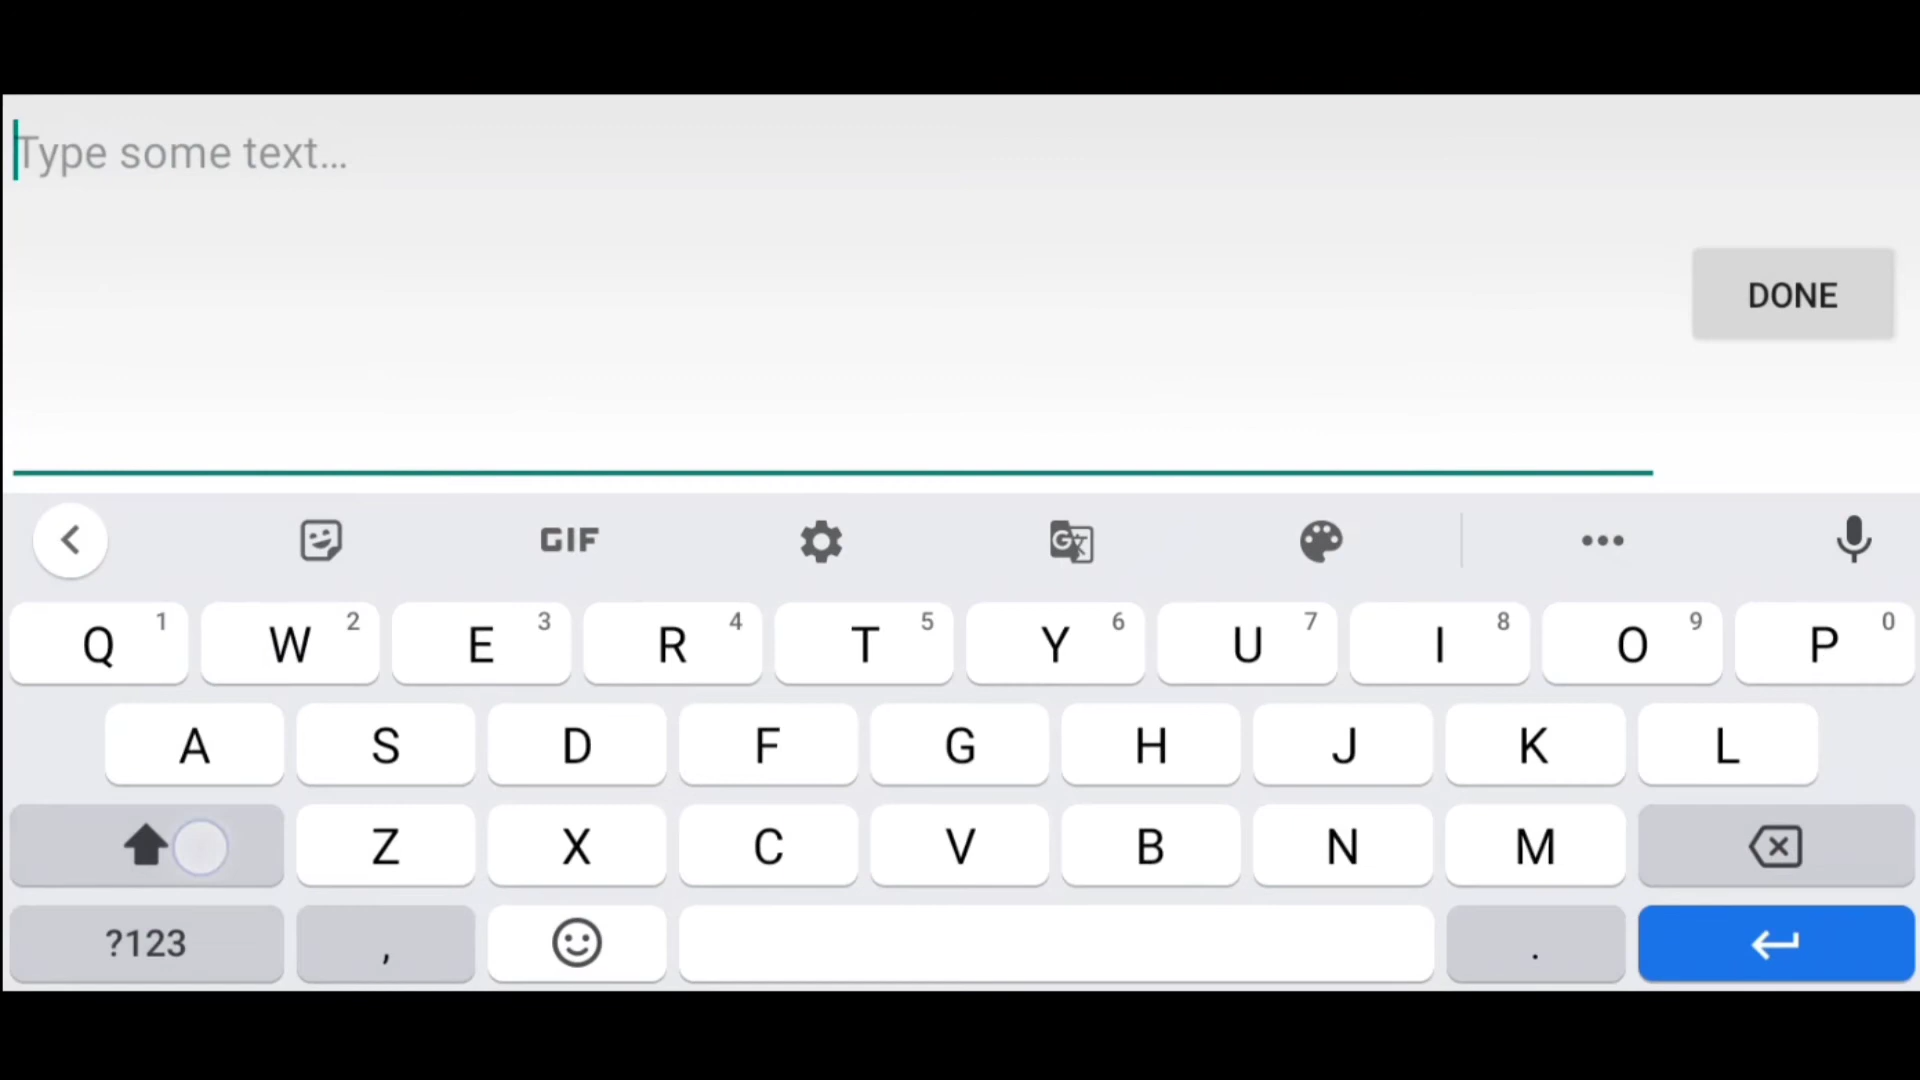 Type some text...
DONE
GIF G
Q 1 W 2 E 3 R 4 T 5 Y 6 U 7 I 8 O 9 P 0
A S D F G H J K L
Z X C V B N M
?123 , .